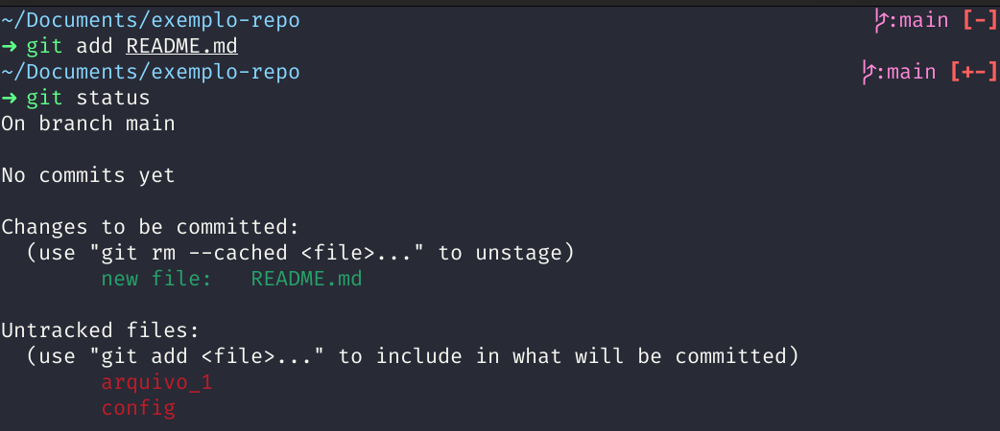 ~/Documents/exemplo-repo :main [-]
➜ git add README.md
~/Documents/exemplo-repo :main [+-]
➜ git status
On branch main

No commits yet

Changes to be committed:
  (use "git rm --cached <file>..." to unstage)
        new file:   README.md

Untracked files:
  (use "git add <file>..." to include in what will be committed)
        arquivo_1
        config